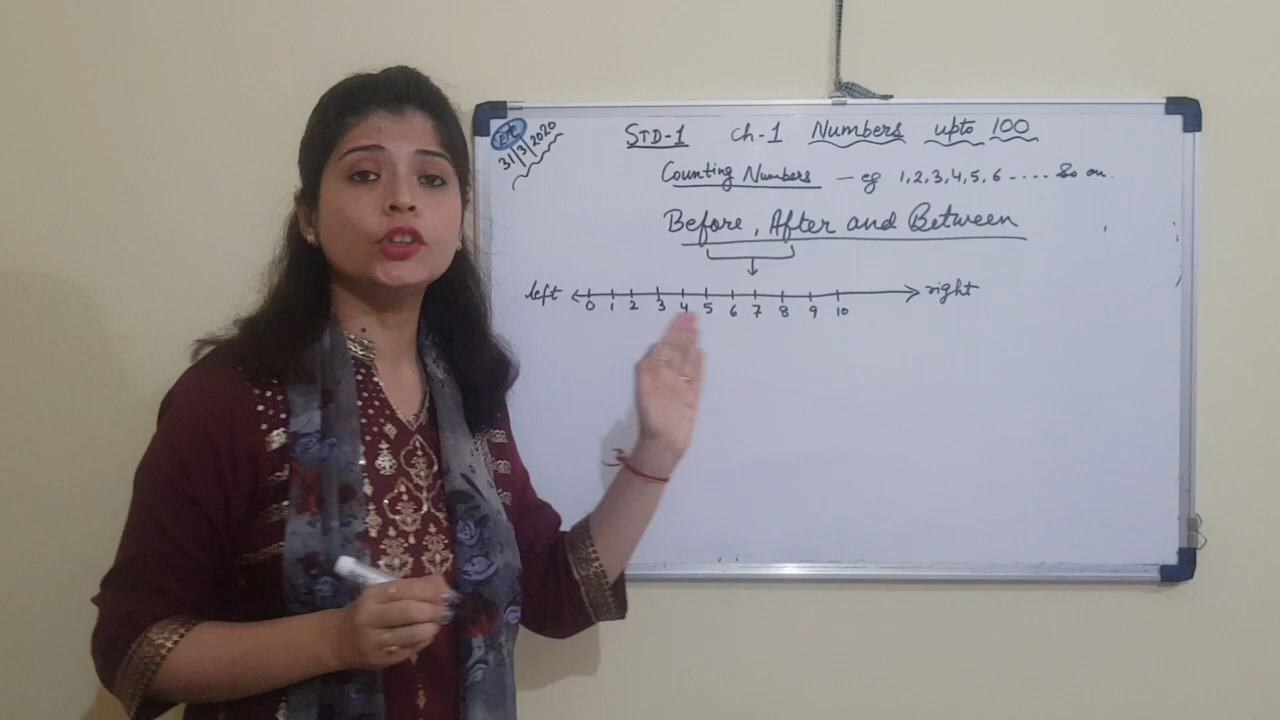 Date
31/3/2020
STD-1 Ch-1 Numbers upto 100
Counting Numbers - eg 1,2,3,4,5,6 ---- So on.
Before, After and Between
left 0 1 2 3 4 5 6 7 8 9 10 right